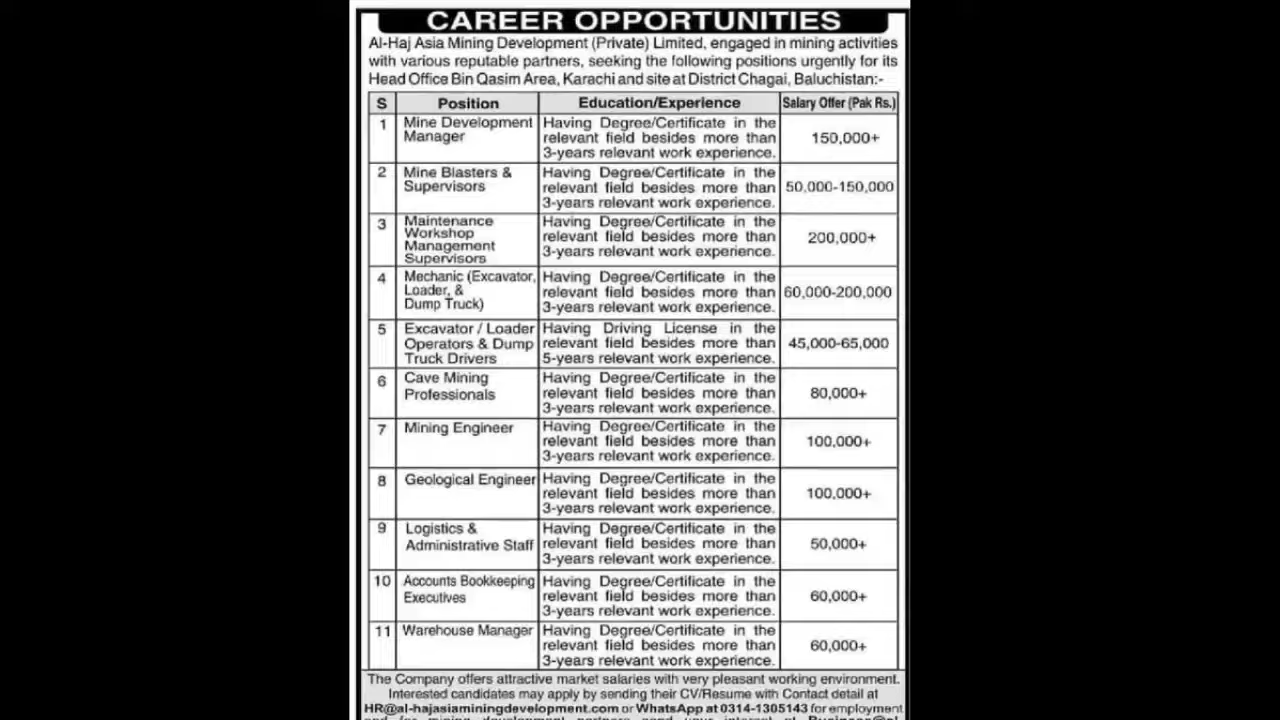 CAREER OPPORTUNITIES
Al-Haj Asia Mining Development (Private) Limited, engaged in mining activities
with various reputable partners, seeking the following positions urgently for its
Head Office Bin Qasim Area, Karachi and site at District Chagai, Baluchistan:-
S Position Education/Experience Salary Offer (Pak Rs.)
1 Mine Development Manager Having Degree/Certificate in the relevant field besides more than 3-years relevant work experience. 150,000+
2 Mine Blasters & Supervisors Having Degree/Certificate in the relevant field besides more than 3-years relevant work experience. 50,000-150,000
3 Maintenance Workshop Management Supervisors Having Degree/Certificate in the relevant field besides more than 3-years relevant work experience. 200,000+
4 Mechanic (Excavator, Loader, & Dump Truck) Having Degree/Certificate in the relevant field besides more than 3-years relevant work experience. 60,000-200,000
5 Excavator / Loader Operators & Dump Truck Drivers Having Driving License in the relevant field besides more than 5-years relevant work experience. 45,000-65,000
6 Cave Mining Professionals Having Degree/Certificate in the relevant field besides more than 3-years relevant work experience. 80,000+
7 Mining Engineer Having Degree/Certificate in the relevant field besides more than 3-years relevant work experience. 100,000+
8 Geological Engineer Having Degree/Certificate in the relevant field besides more than 3-years relevant work experience. 100,000+
9 Logistics & Administrative Staff Having Degree/Certificate in the relevant field besides more than 3-years relevant work experience. 50,000+
10 Accounts Bookkeeping Executives Having Degree/Certificate in the relevant field besides more than 3-years relevant work experience. 60,000+
11 Warehouse Manager Having Degree/Certificate in the relevant field besides more than 3-years relevant work experience. 60,000+
The Company offers attractive market salaries with very pleasant working environment.
Interested candidates may apply by sending their CV/Resume with Contact detail at
HR@al-hajasiaminingdevelopment.com or WhatsApp at 0314-1305143 for employment